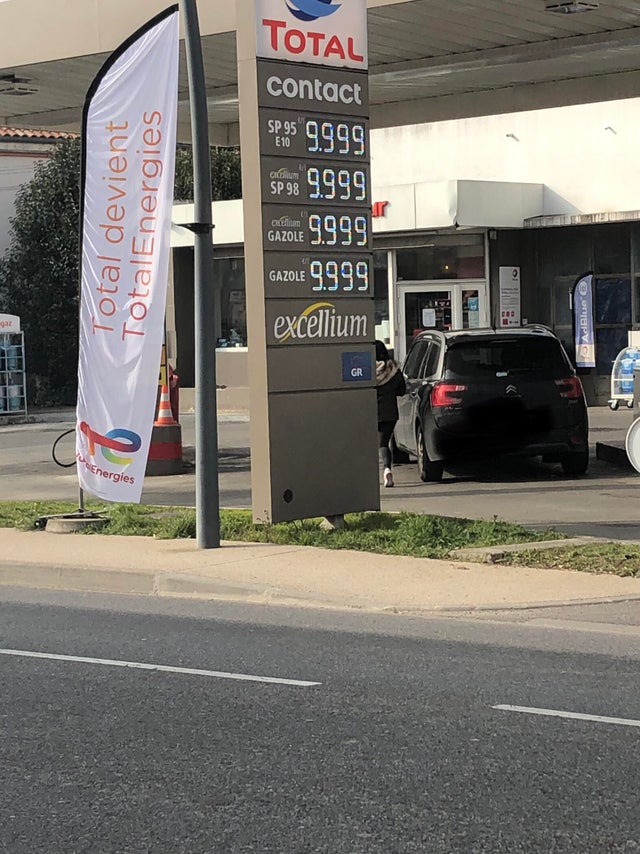 TOTAL
contact
SP 95 9.999
E10
excellium
SP 98 9.999
excellium
GAZOLE 9.999
GAZOLE 9.999
excellium
GR
Total devient
TotalEnergies
TotalEnergies
AdBlue